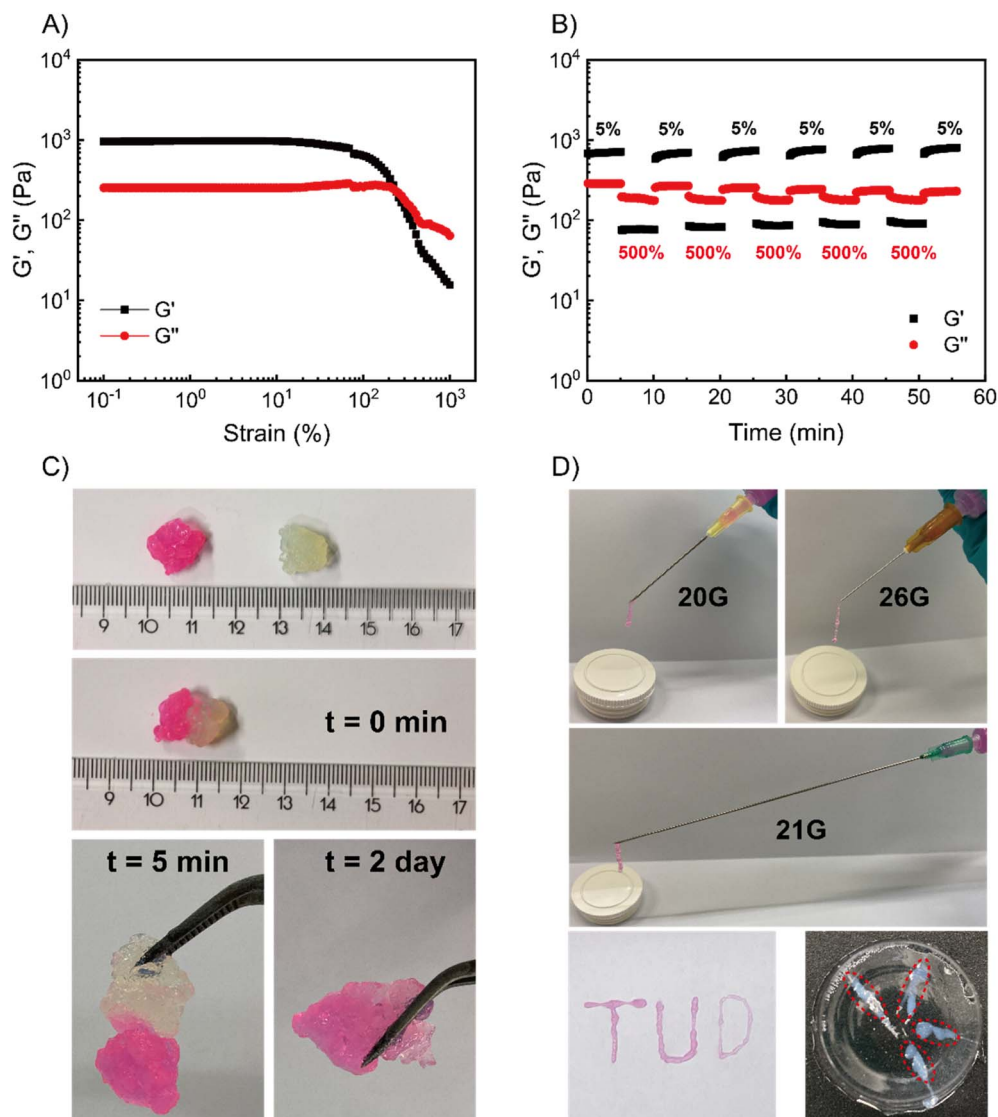 A)
10⁴
10³
10²
10¹
10⁰
G', G" (Pa)
G'
G"
10⁻¹ 10⁰ 10¹ 10² 10³
Strain (%)
B)
10⁴
10³
10²
10¹
10⁰
G', G" (Pa)
5% 5% 5% 5% 5% 5%
500% 500% 500% 500% 500%
G'
G"
0 10 20 30 40 50 60
Time (min)
C)
9 10 11 12 13 14 15 16 17
t = 0 min
9 10 11 12 13 14 15 16 17
t = 5 min
t = 2 day
D)
20G
26G
21G
TUD